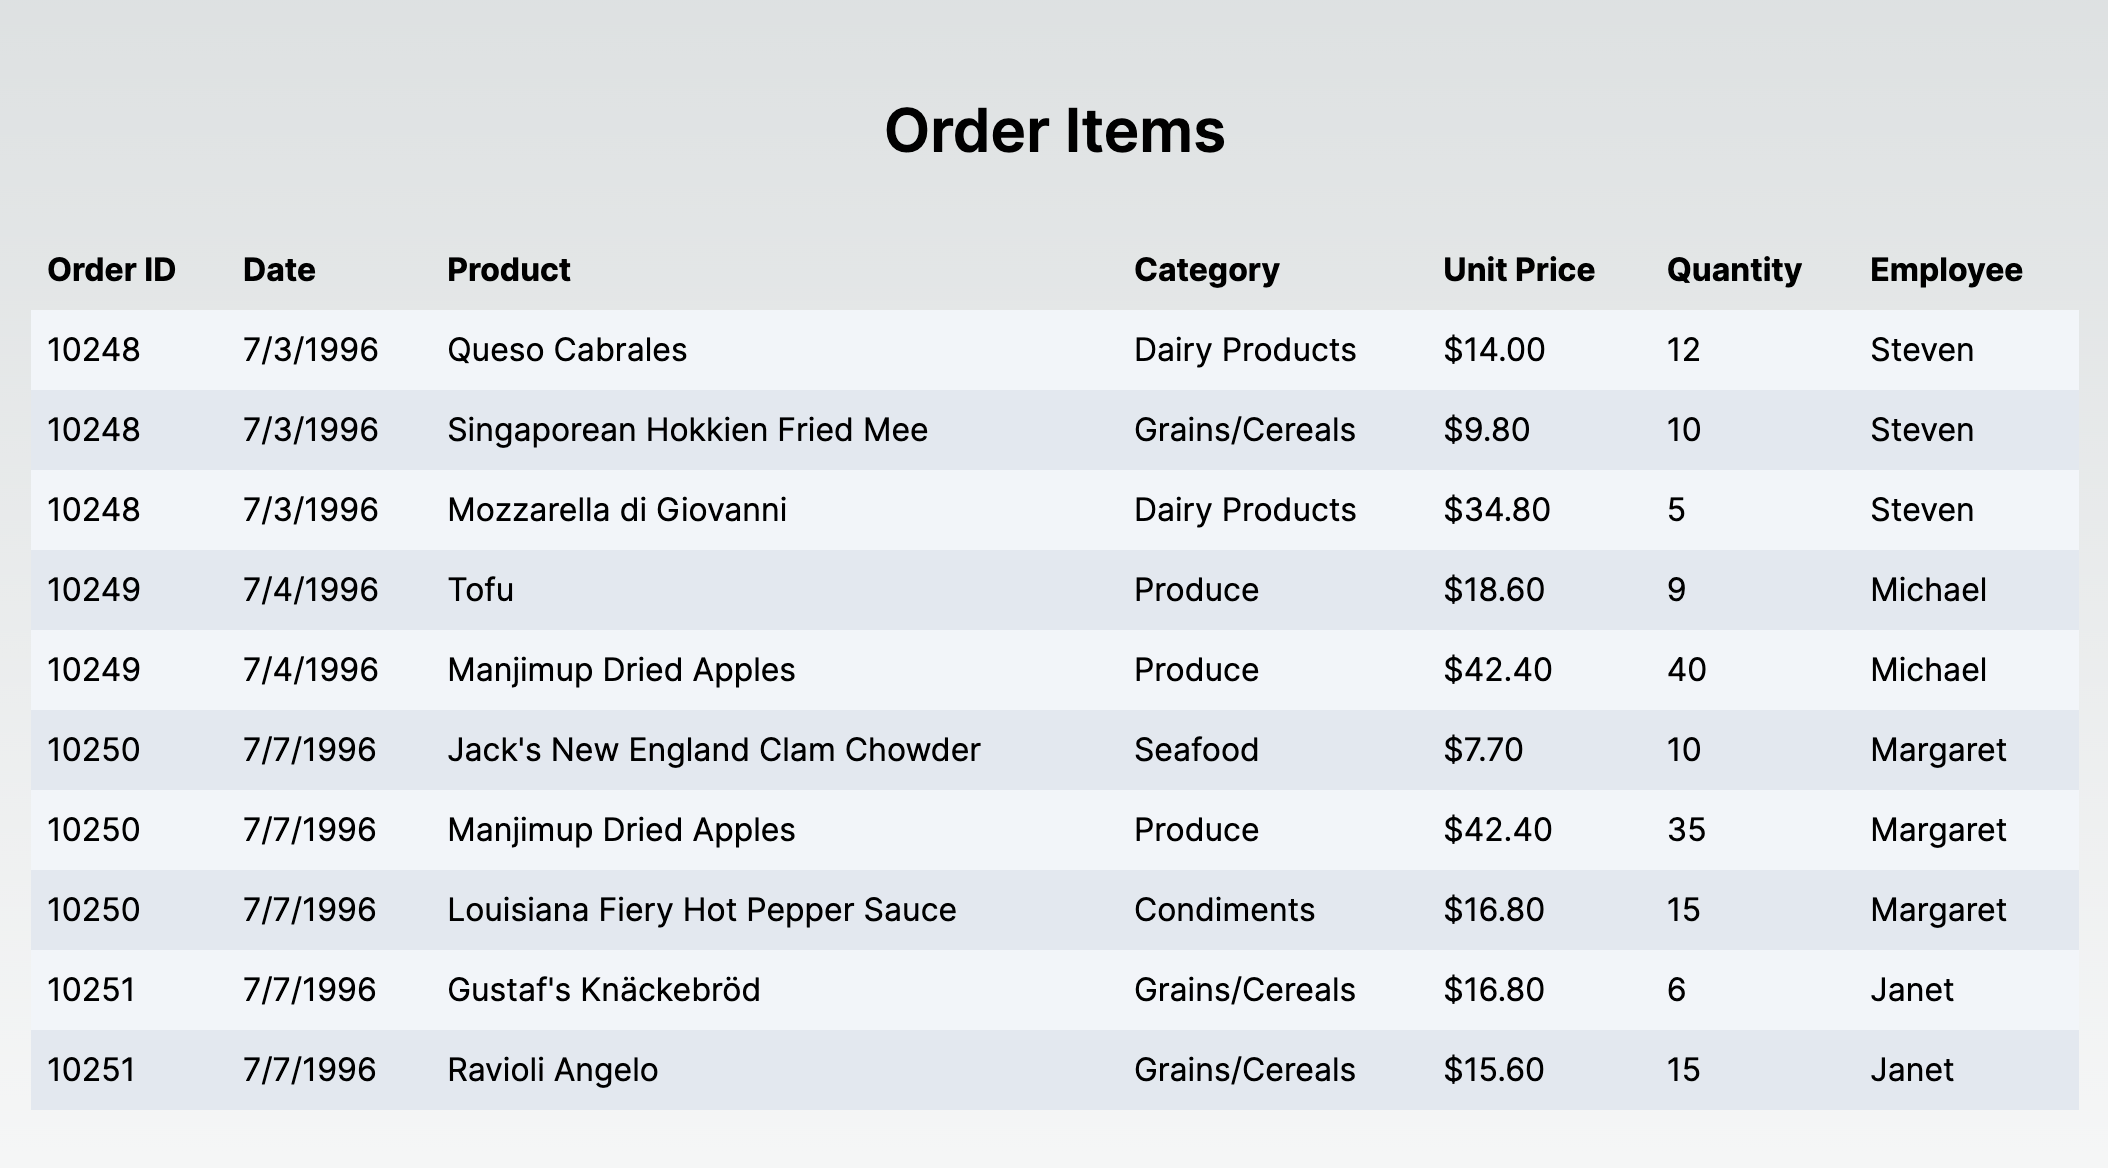 Order Items
Order ID Date Product Category Unit Price Quantity Employee
10248 7/3/1996 Queso Cabrales Dairy Products $14.00 12 Steven
10248 7/3/1996 Singaporean Hokkien Fried Mee Grains/Cereals $9.80 10 Steven
10248 7/3/1996 Mozzarella di Giovanni Dairy Products $34.80 5 Steven
10249 7/4/1996 Tofu Produce $18.60 9 Michael
10249 7/4/1996 Manjimup Dried Apples Produce $42.40 40 Michael
10250 7/7/1996 Jack's New England Clam Chowder Seafood $7.70 10 Margaret
10250 7/7/1996 Manjimup Dried Apples Produce $42.40 35 Margaret
10250 7/7/1996 Louisiana Fiery Hot Pepper Sauce Condiments $16.80 15 Margaret
10251 7/7/1996 Gustaf's Knäckebröd Grains/Cereals $16.80 6 Janet
10251 7/7/1996 Ravioli Angelo Grains/Cereals $15.60 15 Janet